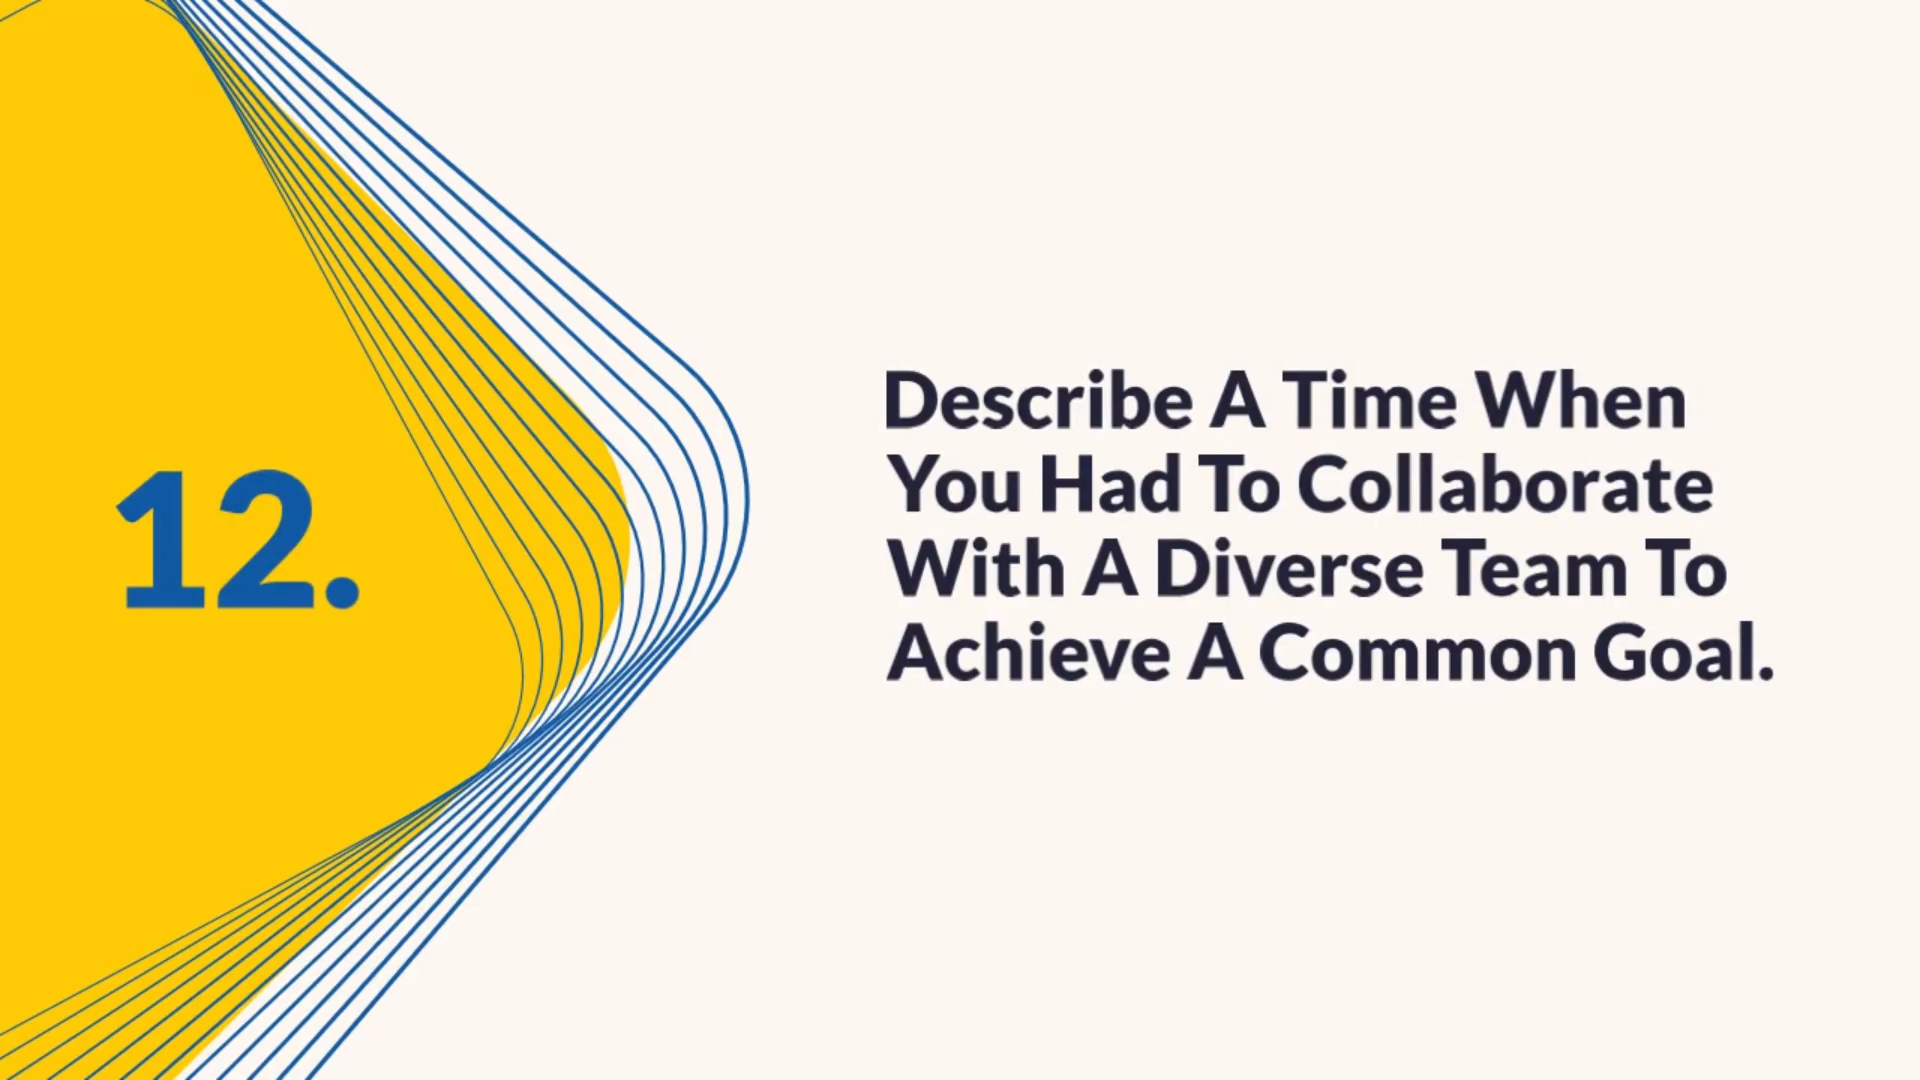 12.
Describe A Time When
You Had To Collaborate
With A Diverse Team To
Achieve A Common Goal.